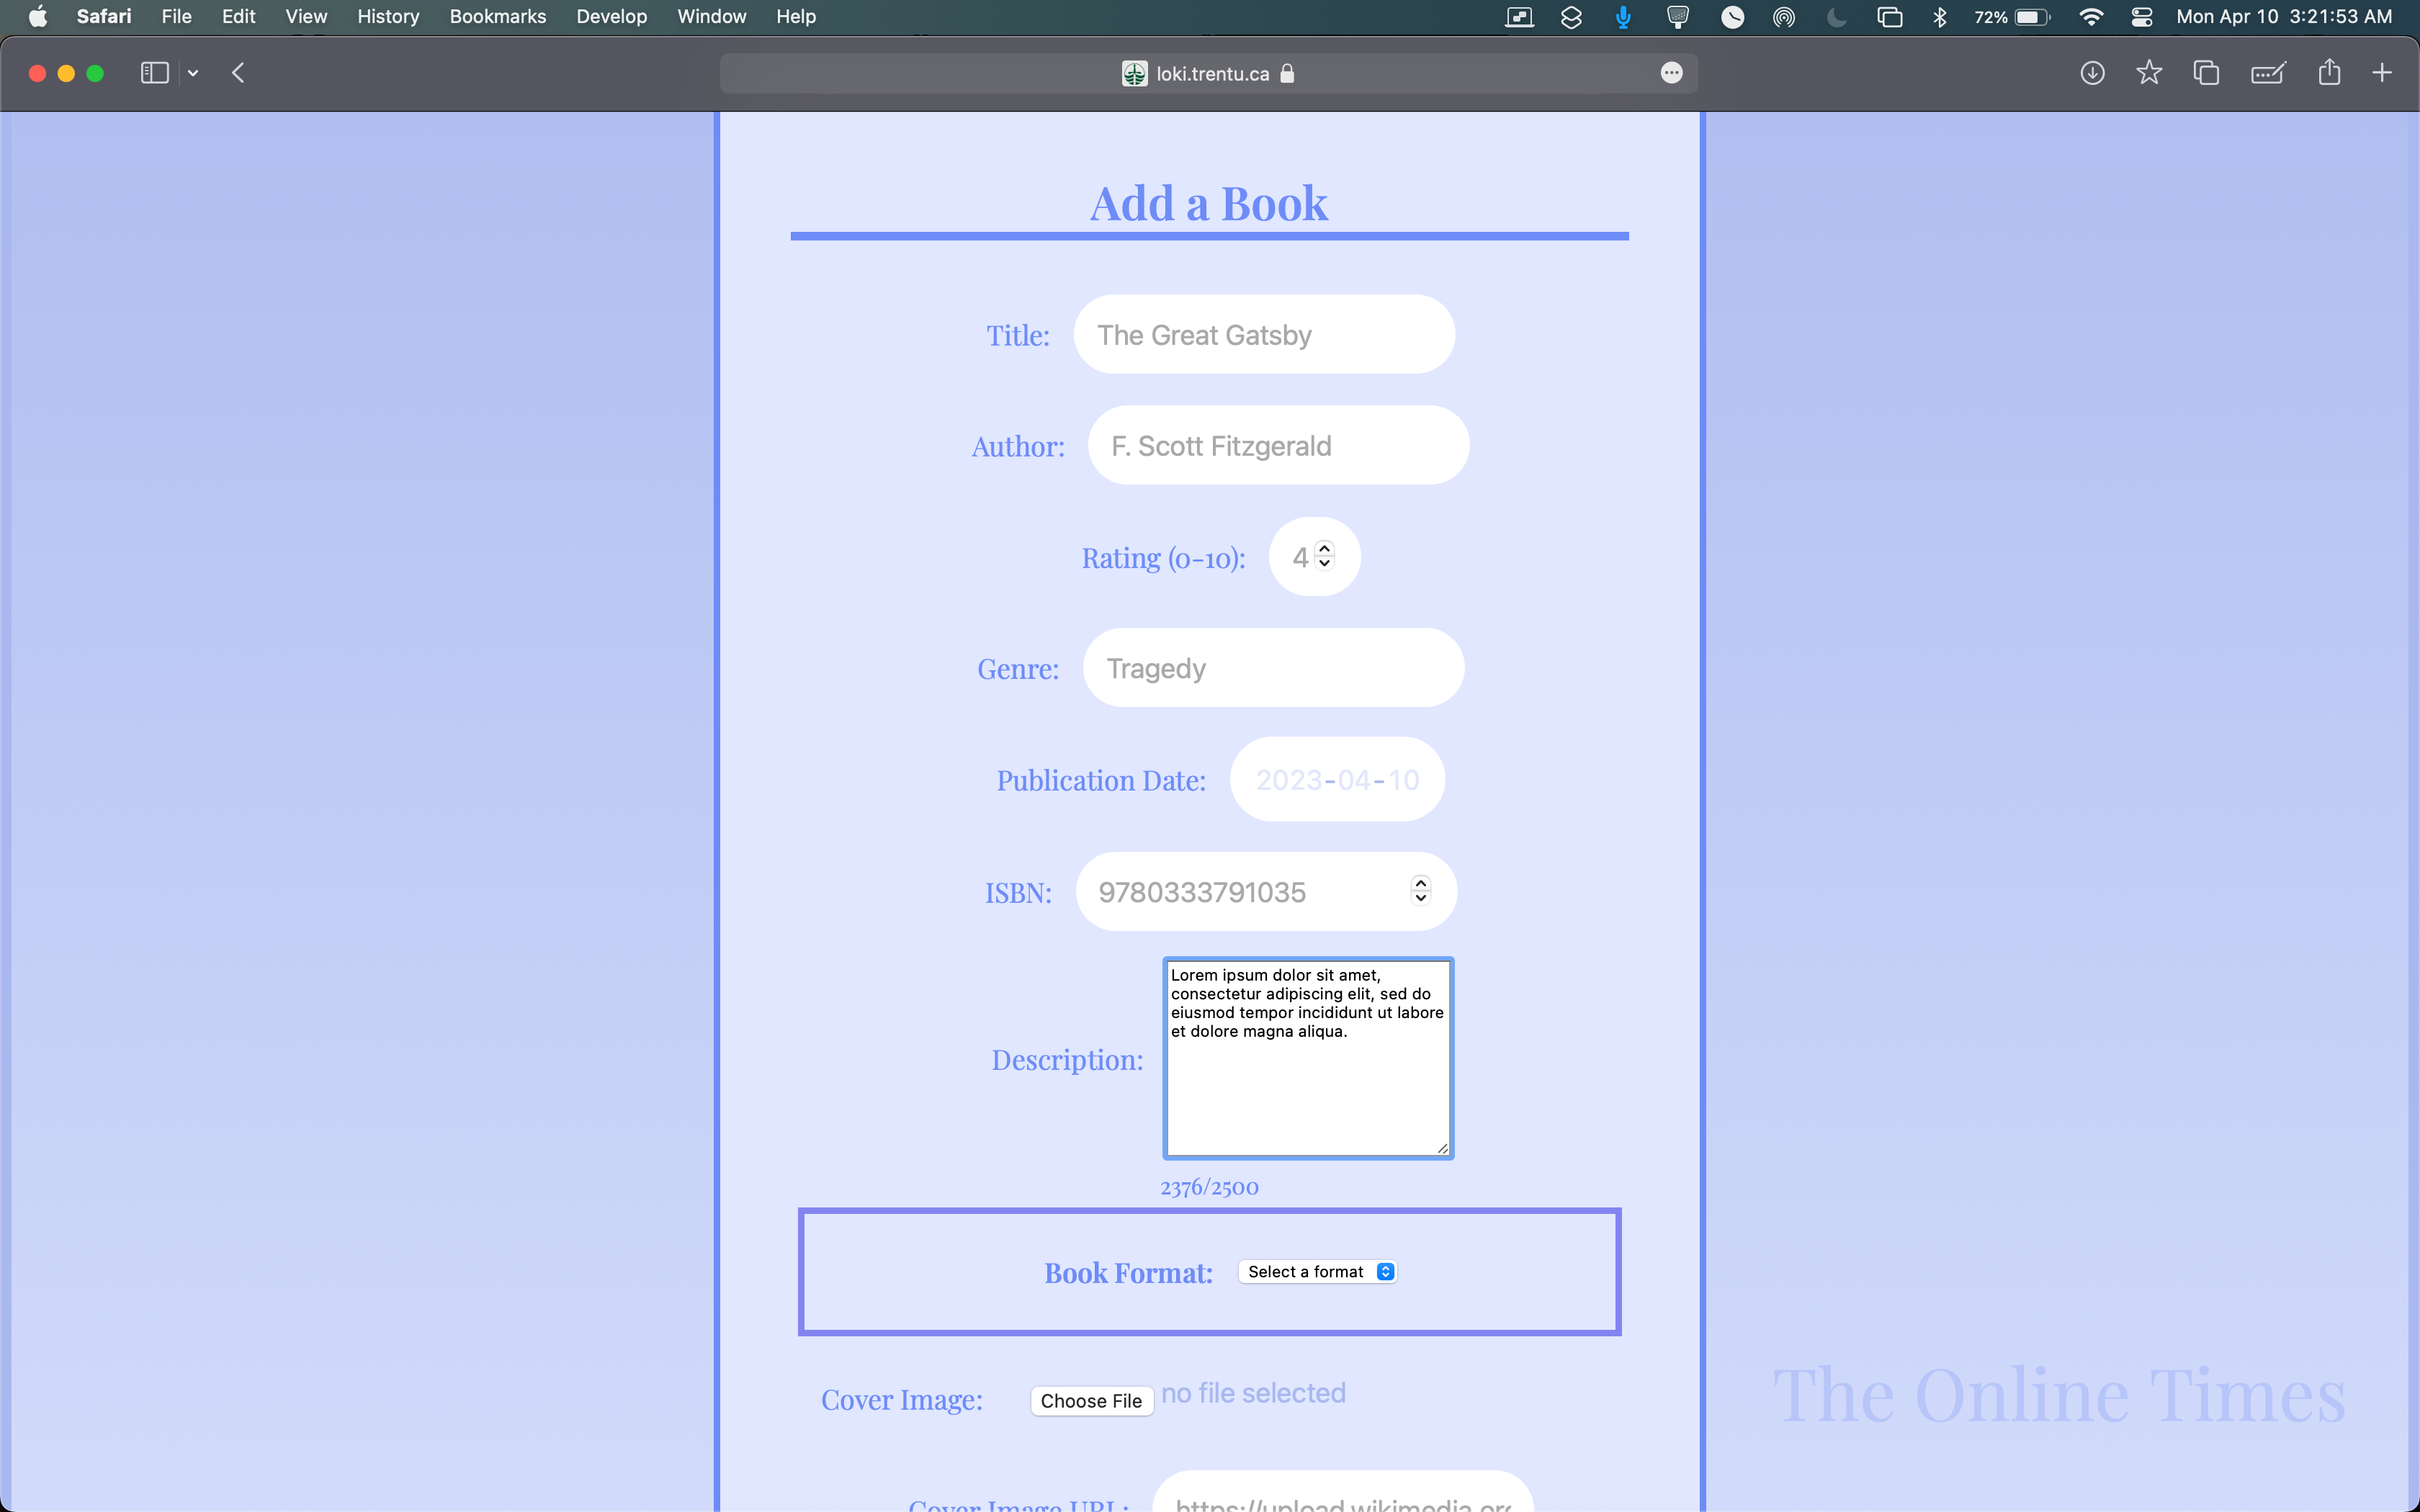 Safari File Edit View History Bookmarks Develop Window Help 72% Mon Apr 10 3:21:53 AM
loki.trentu.ca
Add a Book
Title: The Great Gatsby
Author: F. Scott Fitzgerald
Rating (0-10): 4
Genre: Tragedy
Publication Date: 2023-04-10
ISBN: 9780333791035
Description:
Lorem ipsum dolor sit amet,
consectetur adipiscing elit, sed do
eiusmod tempor incididunt ut labore
et dolore magna aliqua.
2376/2500
Book Format: Select a format
Cover Image: Choose File no file selected
The Online Times
Cover Image URL: https://upload.wikimedia.org